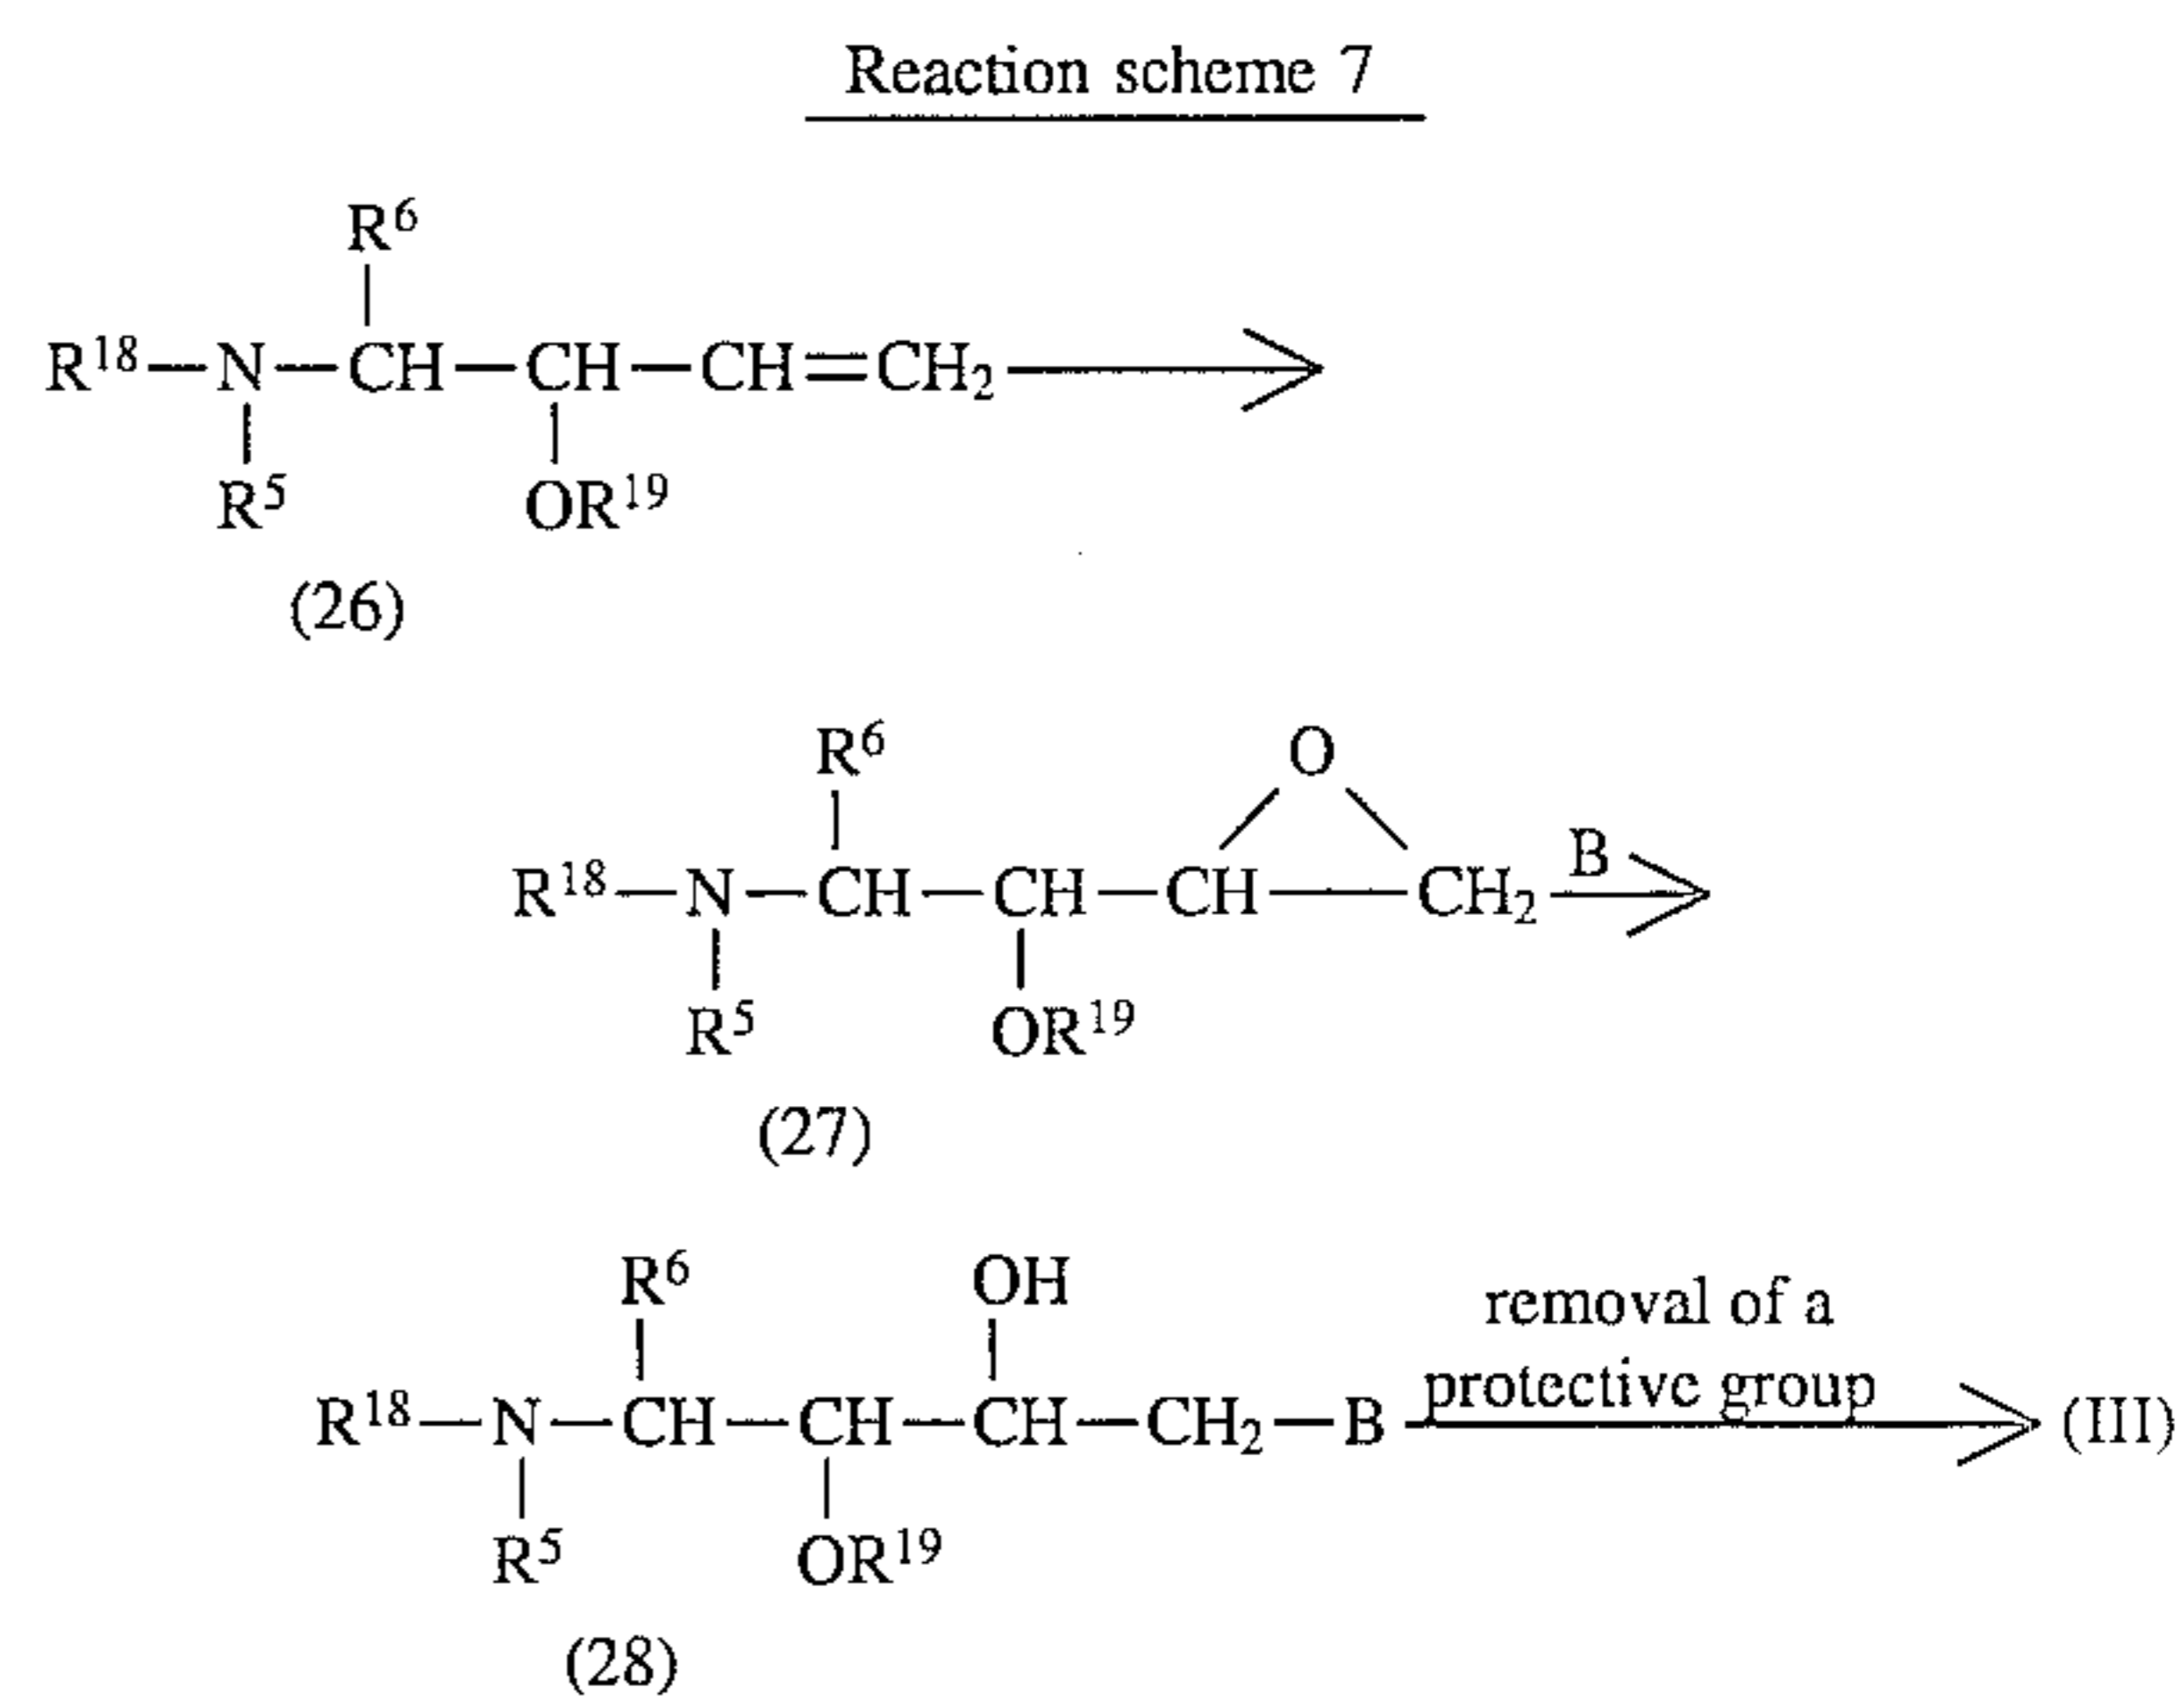 Reaction scheme 7
R⁶
R¹⁸—N—CH—CH—CH=CH₂
R⁵ OR¹⁹
(26)
R⁶ O
R¹⁸—N—CH—CH—CH—CH₂ B
R⁵ OR¹⁹
(27)
R⁶ OH removal of a
protective group
R¹⁸—N—CH—CH—CH—CH₂—B (III)
R⁵ OR¹⁹
(28)